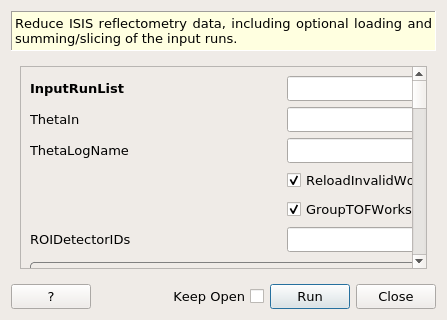 Reduce ISIS reflectometry data, including optional loading and
summing/slicing of the input runs.
InputRunList
ThetaIn
ThetaLogName
ReloadInvalidWo
GroupTOFWorks
ROIDetectorIDs
?
Keep Open
Run
Close